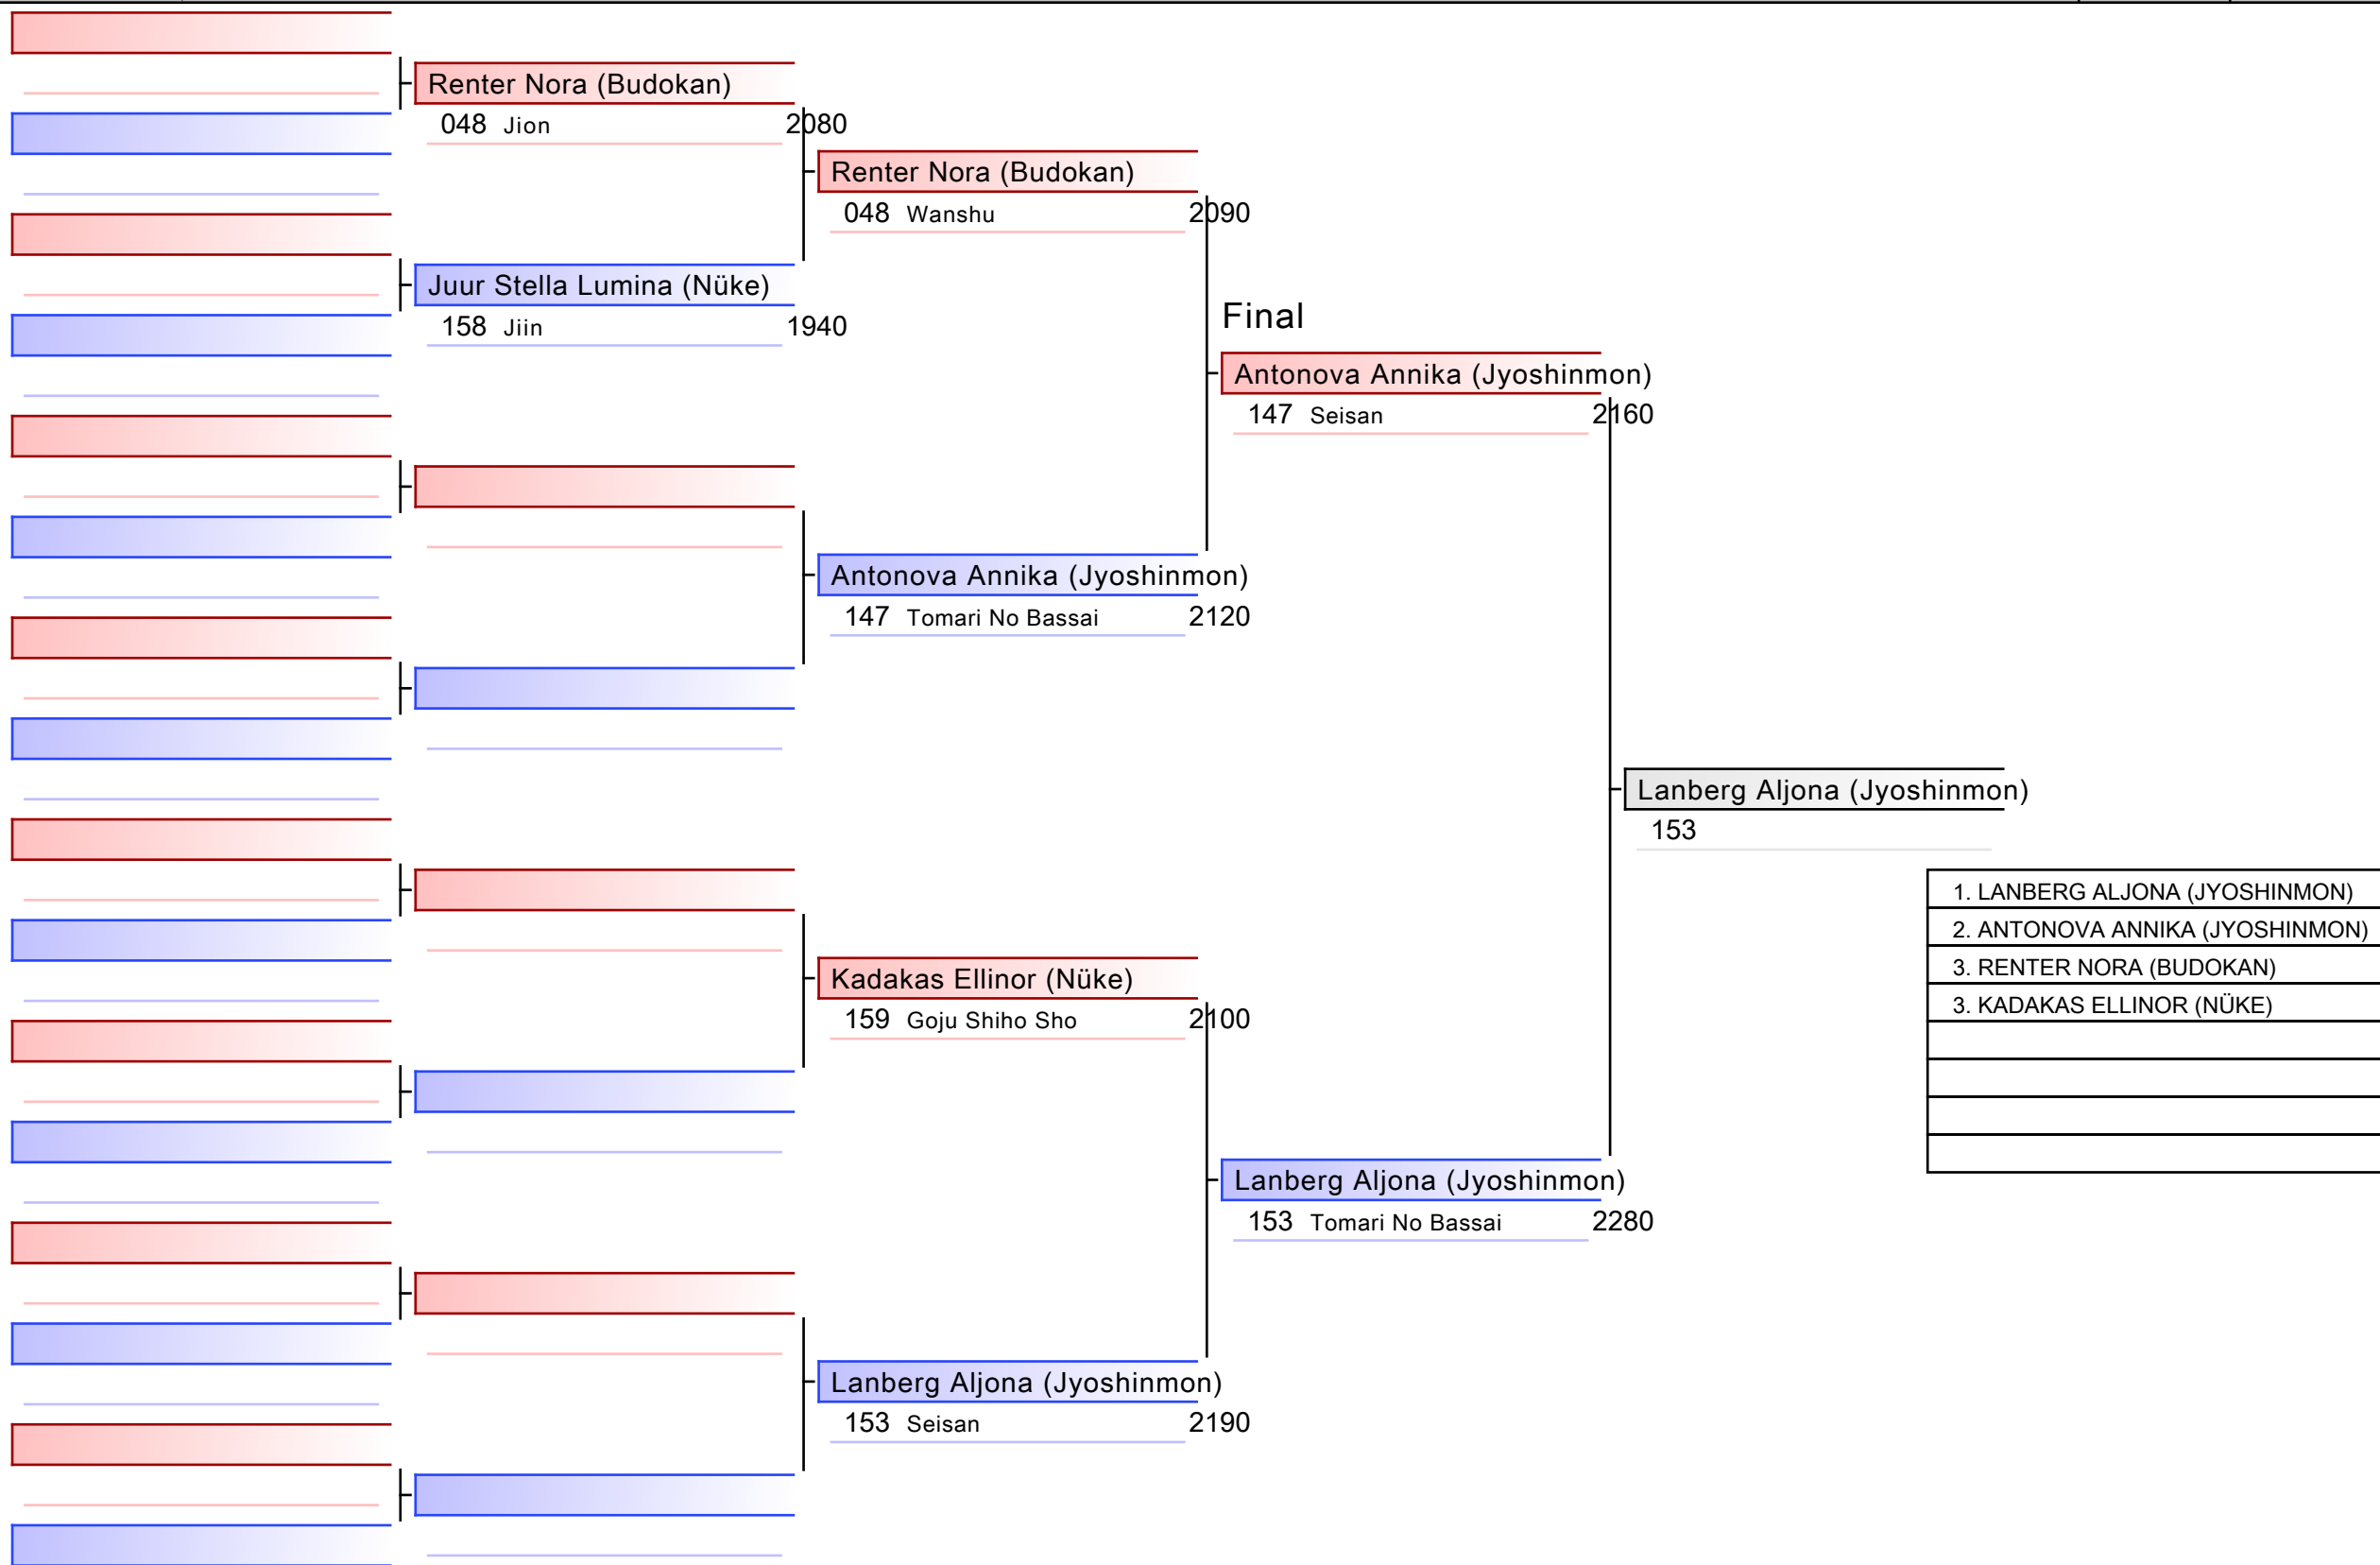 Renter Nora (Budokan)
048 Jion 2080
Juur Stella Lumina (Nüke)
158 Jiin 1940
Renter Nora (Budokan)
048 Wanshu 2090
Antonova Annika (Jyoshinmon)
147 Tomari No Bassai 2120
Kadakas Ellinor (Nüke)
159 Goju Shiho Sho 2100
Lanberg Aljona (Jyoshinmon)
153 Seisan 2190
Final
Antonova Annika (Jyoshinmon)
147 Seisan 2160
Lanberg Aljona (Jyoshinmon)
153 Tomari No Bassai 2280
Lanberg Aljona (Jyoshinmon)
153
1. LANBERG ALJONA (JYOSHINMON)
2. ANTONOVA ANNIKA (JYOSHINMON)
3. RENTER NORA (BUDOKAN)
3. KADAKAS ELLINOR (NÜKE)